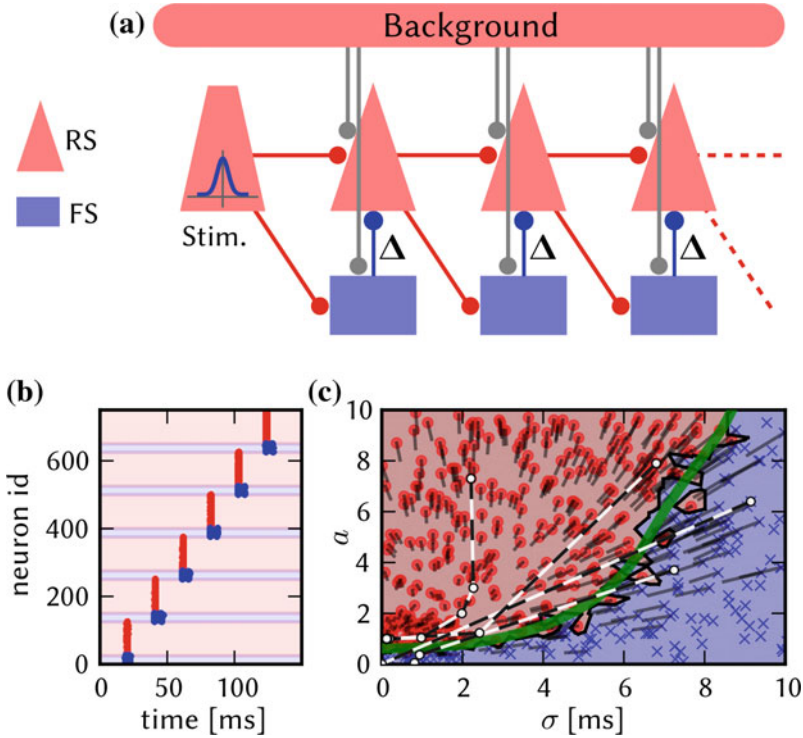 (a)
Background
RS
FS
Stim.
Δ Δ Δ
(b)
(c)
neuron id
600
400
200
0
0 50 100
time [ms]
a
10
8
6
4
2
0
0 2 4 6 8 10
σ [ms]